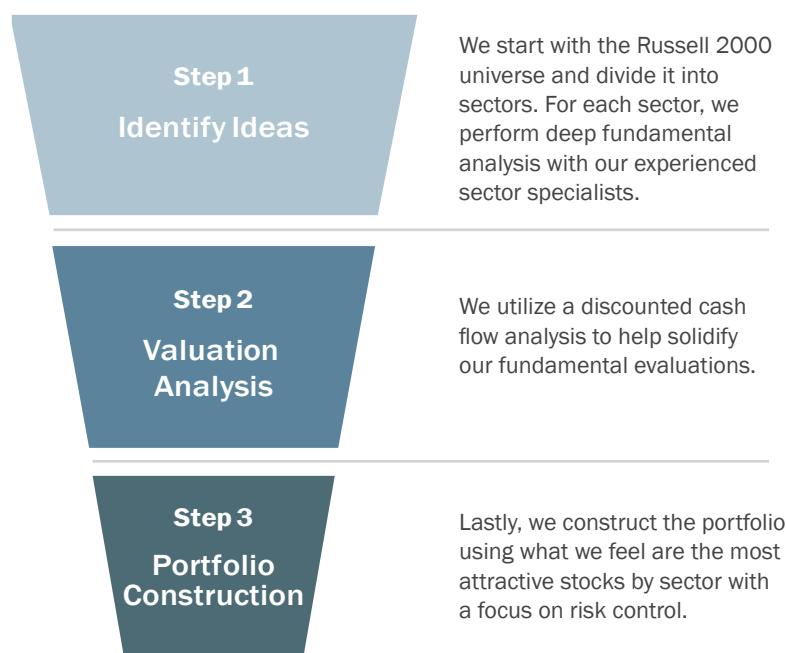 Step 1
Identify Ideas
We start with the Russell 2000
universe and divide it into
sectors. For each sector, we
perform deep fundamental
analysis with our experienced
sector specialists.
Step 2
Valuation
Analysis
We utilize a discounted cash
flow analysis to help solidify
our fundamental evaluations.
Step 3
Portfolio
Construction
Lastly, we construct the portfolio
using what we feel are the most
attractive stocks by sector with
a focus on risk control.